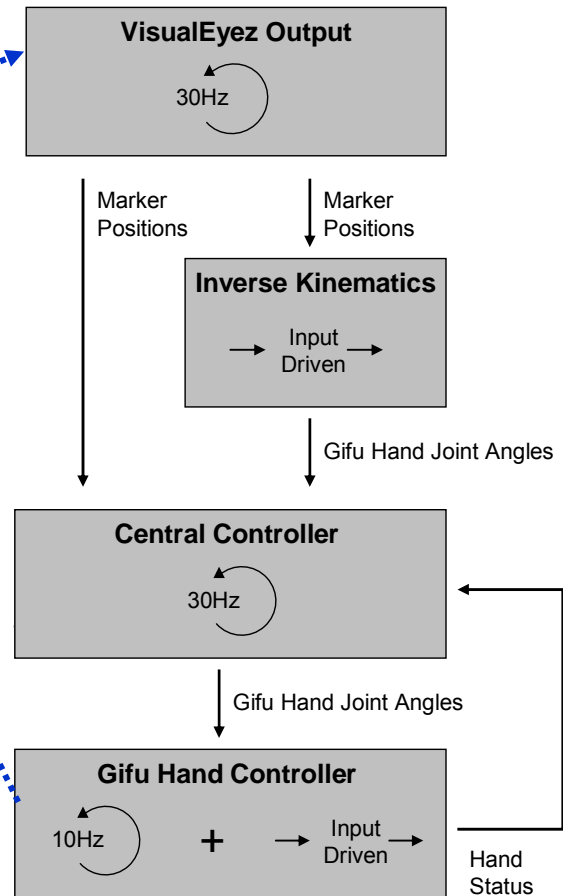 VisualEyez Output
30Hz
Marker
Positions
Marker
Positions
Inverse Kinematics
Input
Driven
Gifu Hand Joint Angles
Central Controller
30Hz
Gifu Hand Joint Angles
Gifu Hand Controller
10Hz
+
Input
Driven
Hand
Status